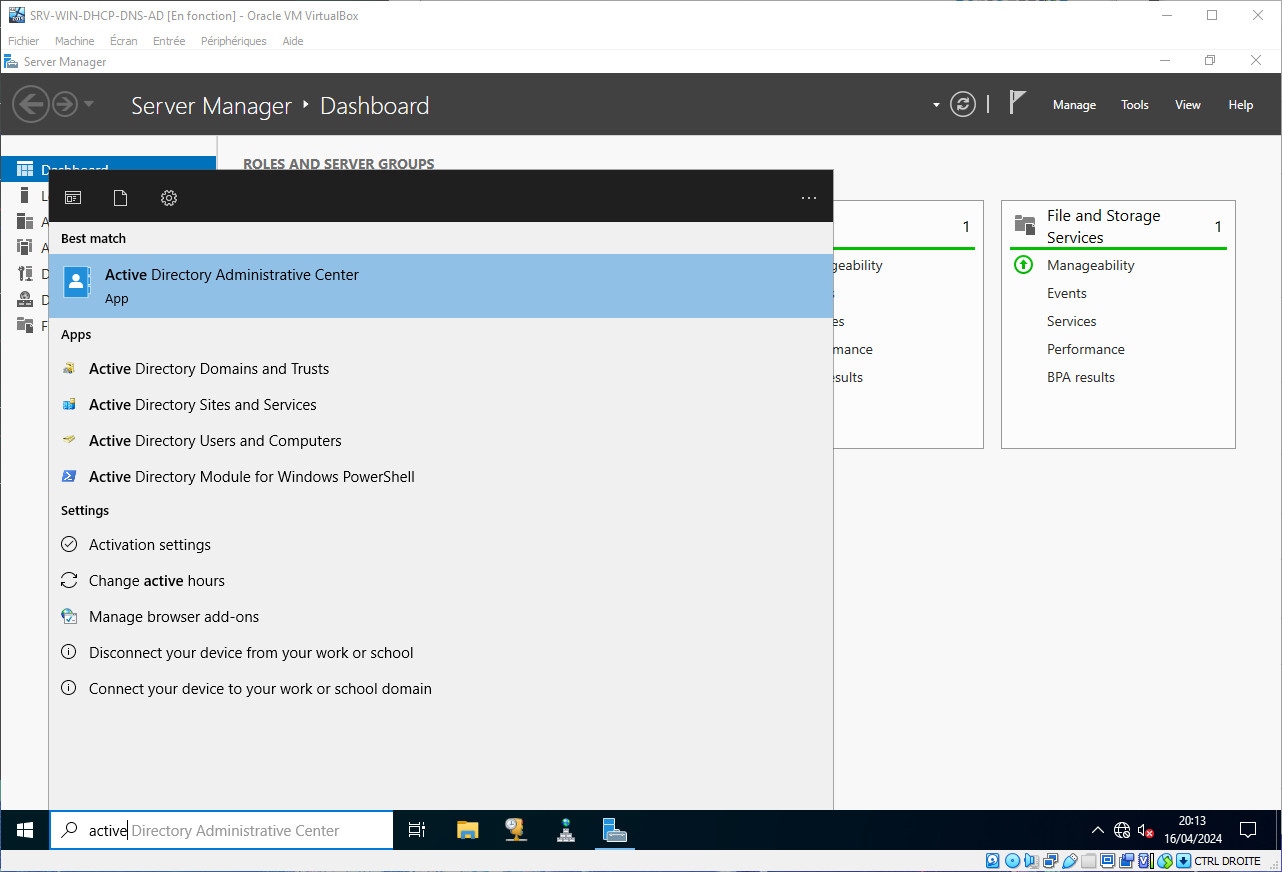 SRV-WIN-DHCP-DNS-AD [En fonction] - Oracle VM VirtualBox
Fichier Machine Écran Entrée Périphériques Aide
Server Manager
Server Manager ‣ Dashboard
Manage Tools View Help
Dashboard
ROLES AND SERVER GROUPS
L
A
A
D
D
F
...
Best match
Active Directory Administrative Center
App
Apps
Active Directory Domains and Trusts
Active Directory Sites and Services
Active Directory Users and Computers
Active Directory Module for Windows PowerShell
Settings
Activation settings
Change active hours
Manage browser add-ons
Disconnect your device from your work or school
Connect your device to your work or school domain
1
geability
s
es
mance
sults
File and Storage
Services
1
Manageability
Events
Services
Performance
BPA results
active Directory Administrative Center
20:13
16/04/2024
CTRL DROITE